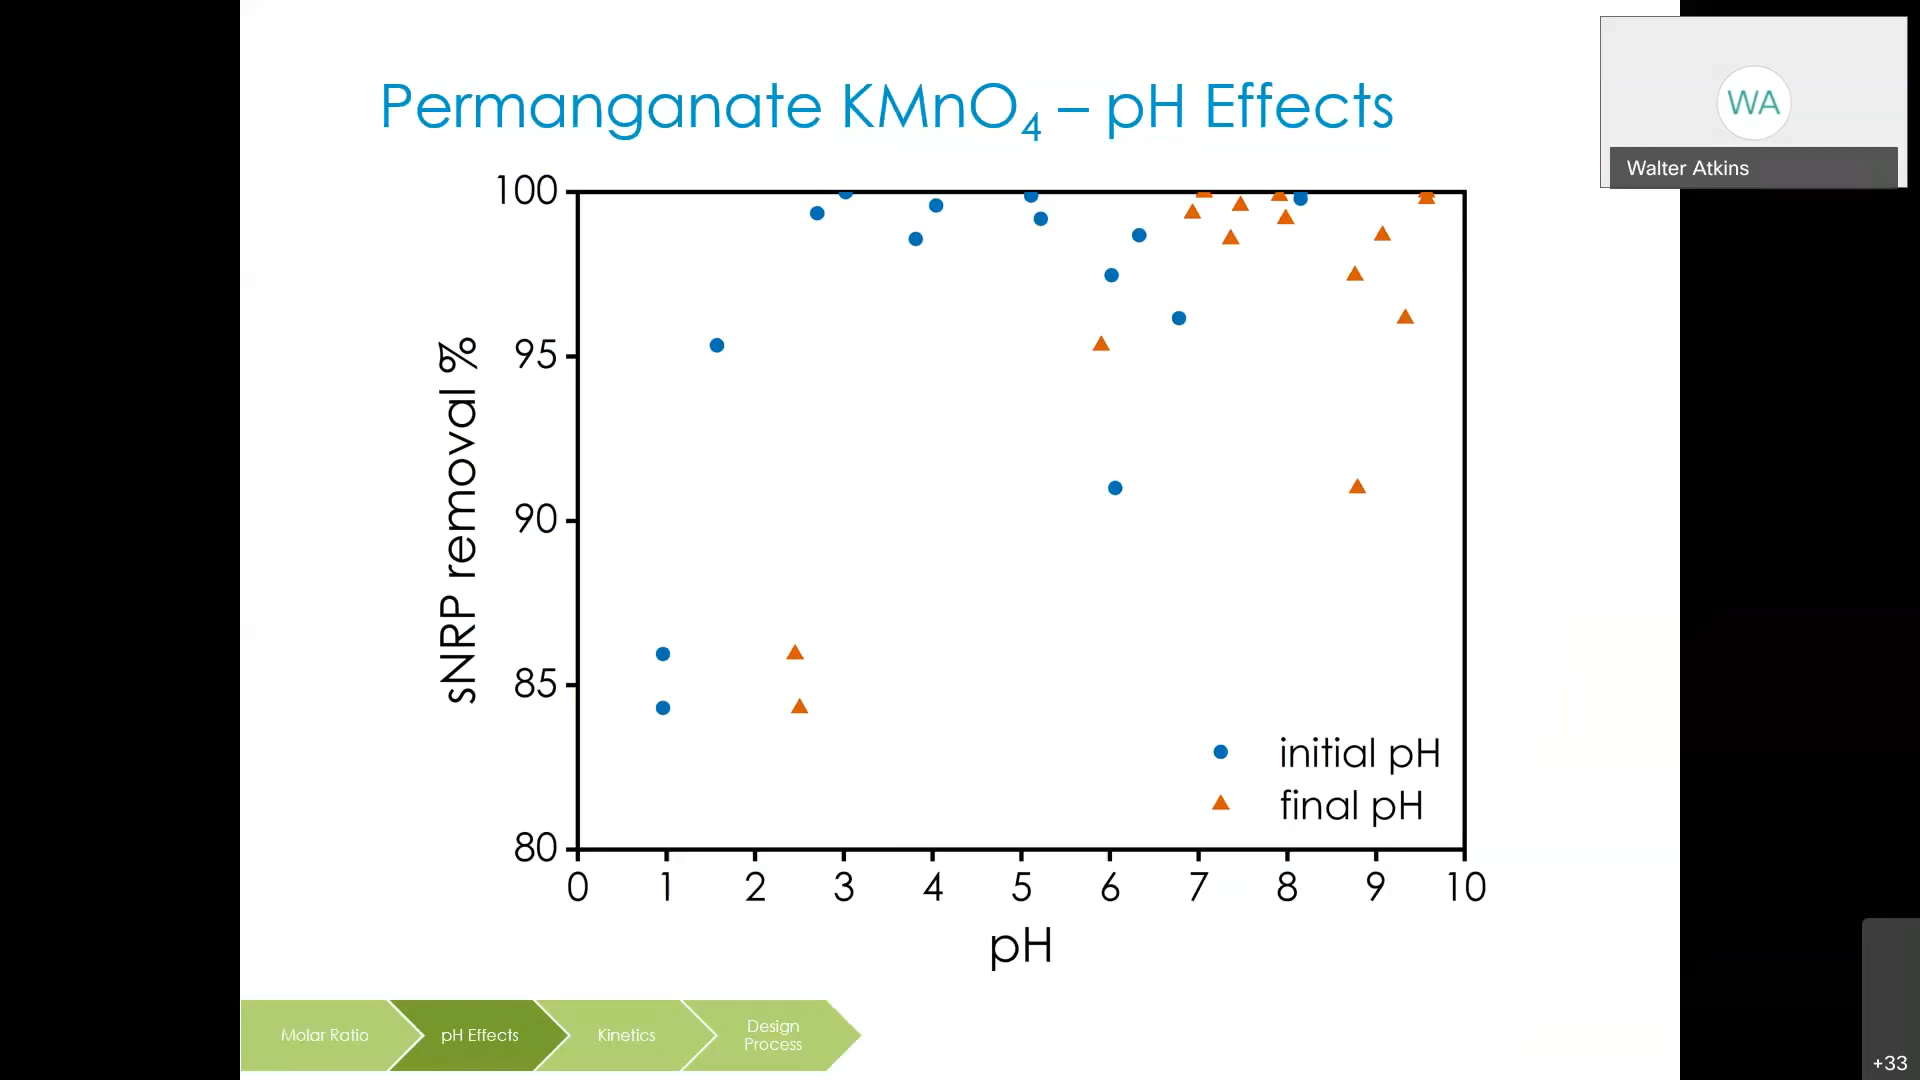 Permanganate KMnO₄ – pH Effects
WA
Walter Atkins
100
95
90
85
80
sNRP removal %
initial pH
final pH
0 1 2 3 4 5 6 7 8 9 10
pH
Molar Ratio
pH Effects
Kinetics
Design
Process
+33